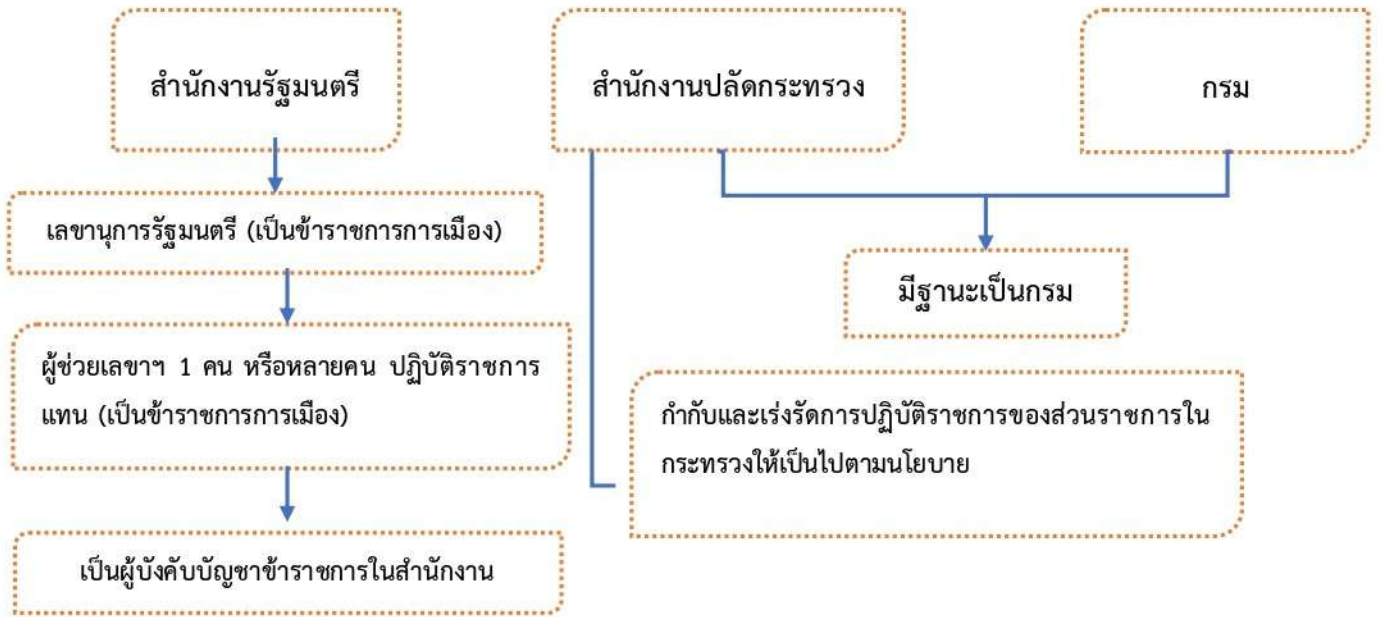 สำนักงานรัฐมนตรี
สำนักงานปลัดกระทรวง
กรม
เลขานุการรัฐมนตรี (เป็นข้าราชการการเมือง)
มีฐานะเป็นกรม
ผู้ช่วยเลขาฯ 1 คน หรือหลายคน ปฏิบัติราชการ
แทน (เป็นข้าราชการการเมือง)
กำกับและเร่งรัดการปฏิบัติราชการของส่วนราชการใน
กระทรวงให้เป็นไปตามนโยบาย
เป็นผู้บังคับบัญชาข้าราชการในสำนักงาน